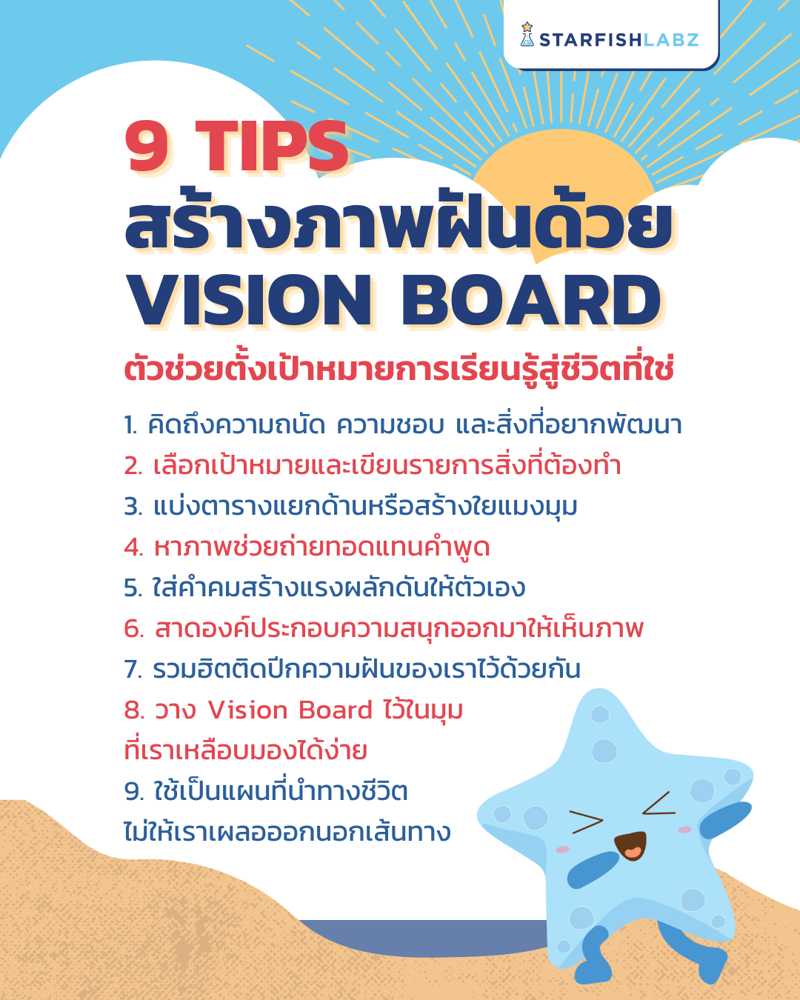 STARFISHLABZ
9 TIPS
สร้างภาพฝันด้วย
VISION BOARD
ตัวช่วยตั้งเป้าหมายการเรียนรู้สู่ชีวิตที่ใช่
1. คิดถึงความถนัด ความชอบ และสิ่งที่อยากพัฒนา
2. เลือกเป้าหมายและเขียนรายการสิ่งที่ต้องทำ
3. แบ่งตารางแยกด้านหรือสร้างใยแมงมุม
4. หาภาพช่วยถ่ายทอดแทนคำพูด
5. ใส่คำคมสร้างแรงผลักดันให้ตัวเอง
6. สาดองค์ประกอบความสนุกออกมาให้เห็นภาพ
7. รวมฮิตติดปีกความฝันของเราไว้ด้วยกัน
8. วาง Vision Board ไว้ในมุม
ที่เราเหลือบมองได้ง่าย
9. ใช้เป็นแผนที่นำทางชีวิต
ไม่ให้เราเผลอออกนอกเส้นทาง